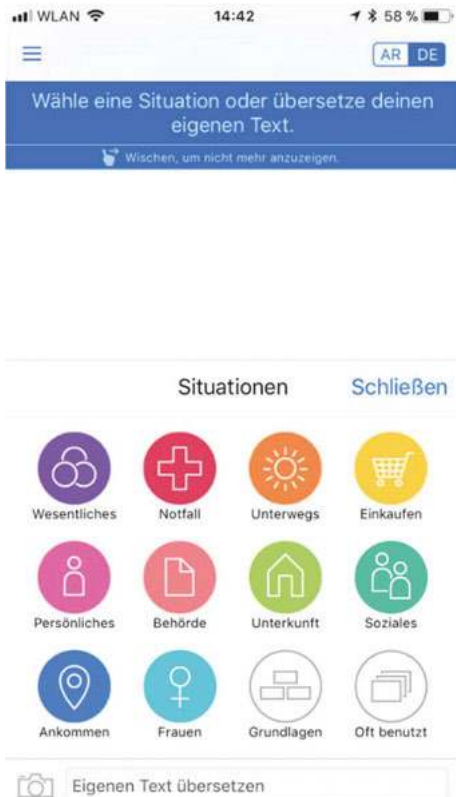 WLAN 14:42 58 %
AR DE
Wähle eine Situation oder übersetze deinen
eigenen Text.
Wischen, um nicht mehr anzuzeigen.
Situationen Schließen
Wesentliches Notfall Unterwegs Einkaufen
Persönliches Behörde Unterkunft Soziales
Ankommen Frauen Grundlagen Oft benutzt
Eigenen Text übersetzen